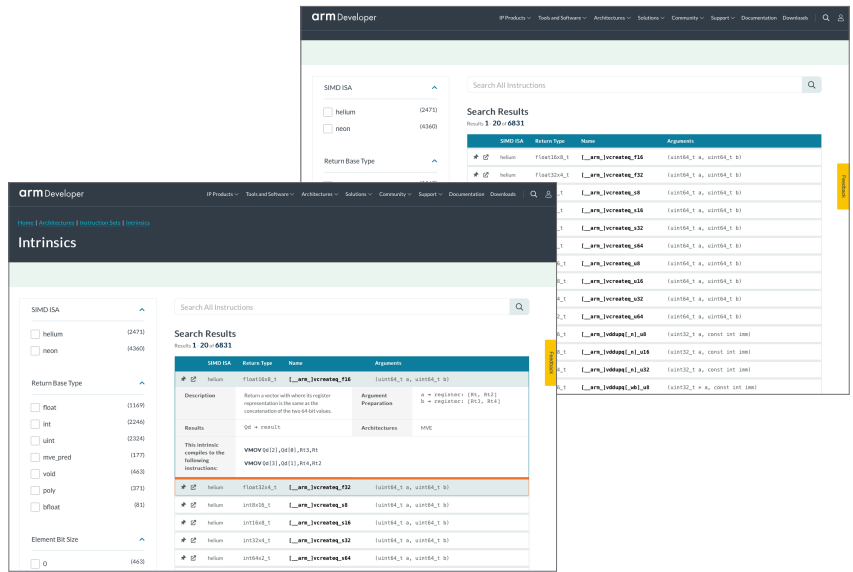 arm Developer
IP Products Tools and Software Architectures Solutions Community Support Documentation Downloads
SIMD ISA
helium (2471)
neon (4360)
Return Base Type
Search All Instructions
Search Results
Results 1-20 of 6831
SIMD ISA Return Type Name Arguments
helium float16x8_t [__arm_]vcreateq_f16 (uint64_t a, uint64_t b)
helium float32x4_t [__arm_]vcreateq_f32 (uint64_t a, uint64_t b)
[__arm_]vcreateq_s8 (uint64_t a, uint64_t b)
[__arm_]vcreateq_s16 (uint64_t a, uint64_t b)
[__arm_]vcreateq_s32 (uint64_t a, uint64_t b)
[__arm_]vcreateq_s64 (uint64_t a, uint64_t b)
[__arm_]vcreateq_u8 (uint64_t a, uint64_t b)
[__arm_]vcreateq_u16 (uint64_t a, uint64_t b)
[__arm_]vcreateq_u32 (uint64_t a, uint64_t b)
[__arm_]vcreateq_u64 (uint64_t a, uint64_t b)
[__arm_]vddupq[_n]_u8 (uint32_t a, const int imm)
[__arm_]vddupq[_n]_u16 (uint32_t a, const int imm)
[__arm_]vddupq[_n]_u32 (uint32_t a, const int imm)
[__arm_]vddupq[_wb]_u8 (uint32_t * a, const int imm)
Feedback
arm Developer
IP Products Tools and Software Architectures Solutions Community Support Documentation Downloads
Home | Architectures | Instruction Sets | Intrinsics
Intrinsics
SIMD ISA
helium (2471)
neon (4360)
Return Base Type
float (1169)
int (2246)
uint (2324)
mve_pred (177)
void (463)
poly (371)
bfloat (81)
Element Bit Size
0 (463)
Search All Instructions
Search Results
Results 1-20 of 6831
SIMD ISA Return Type Name Arguments
helium float16x8_t [__arm_]vcreateq_f16 (uint64_t a, uint64_t b)
Description Return a vector with where its register representation is the same as the concatenation of the two 64-bit values.
Argument Preparation a → register: [Rt, Rt2]
b → register: [Rt3, Rt4]
Results Qd → result Architectures MVE
This intrinsic compiles to the following instructions:
VMOV Qd[2],Qd[0],Rt3,Rt
VMOV Qd[3],Qd[1],Rt4,Rt2
helium float32x4_t [__arm_]vcreateq_f32 (uint64_t a, uint64_t b)
helium int8x16_t [__arm_]vcreateq_s8 (uint64_t a, uint64_t b)
helium int16x8_t [__arm_]vcreateq_s16 (uint64_t a, uint64_t b)
helium int32x4_t [__arm_]vcreateq_s32 (uint64_t a, uint64_t b)
helium int64x2_t [__arm_]vcreateq_s64 (uint64_t a, uint64_t b)
Feedback